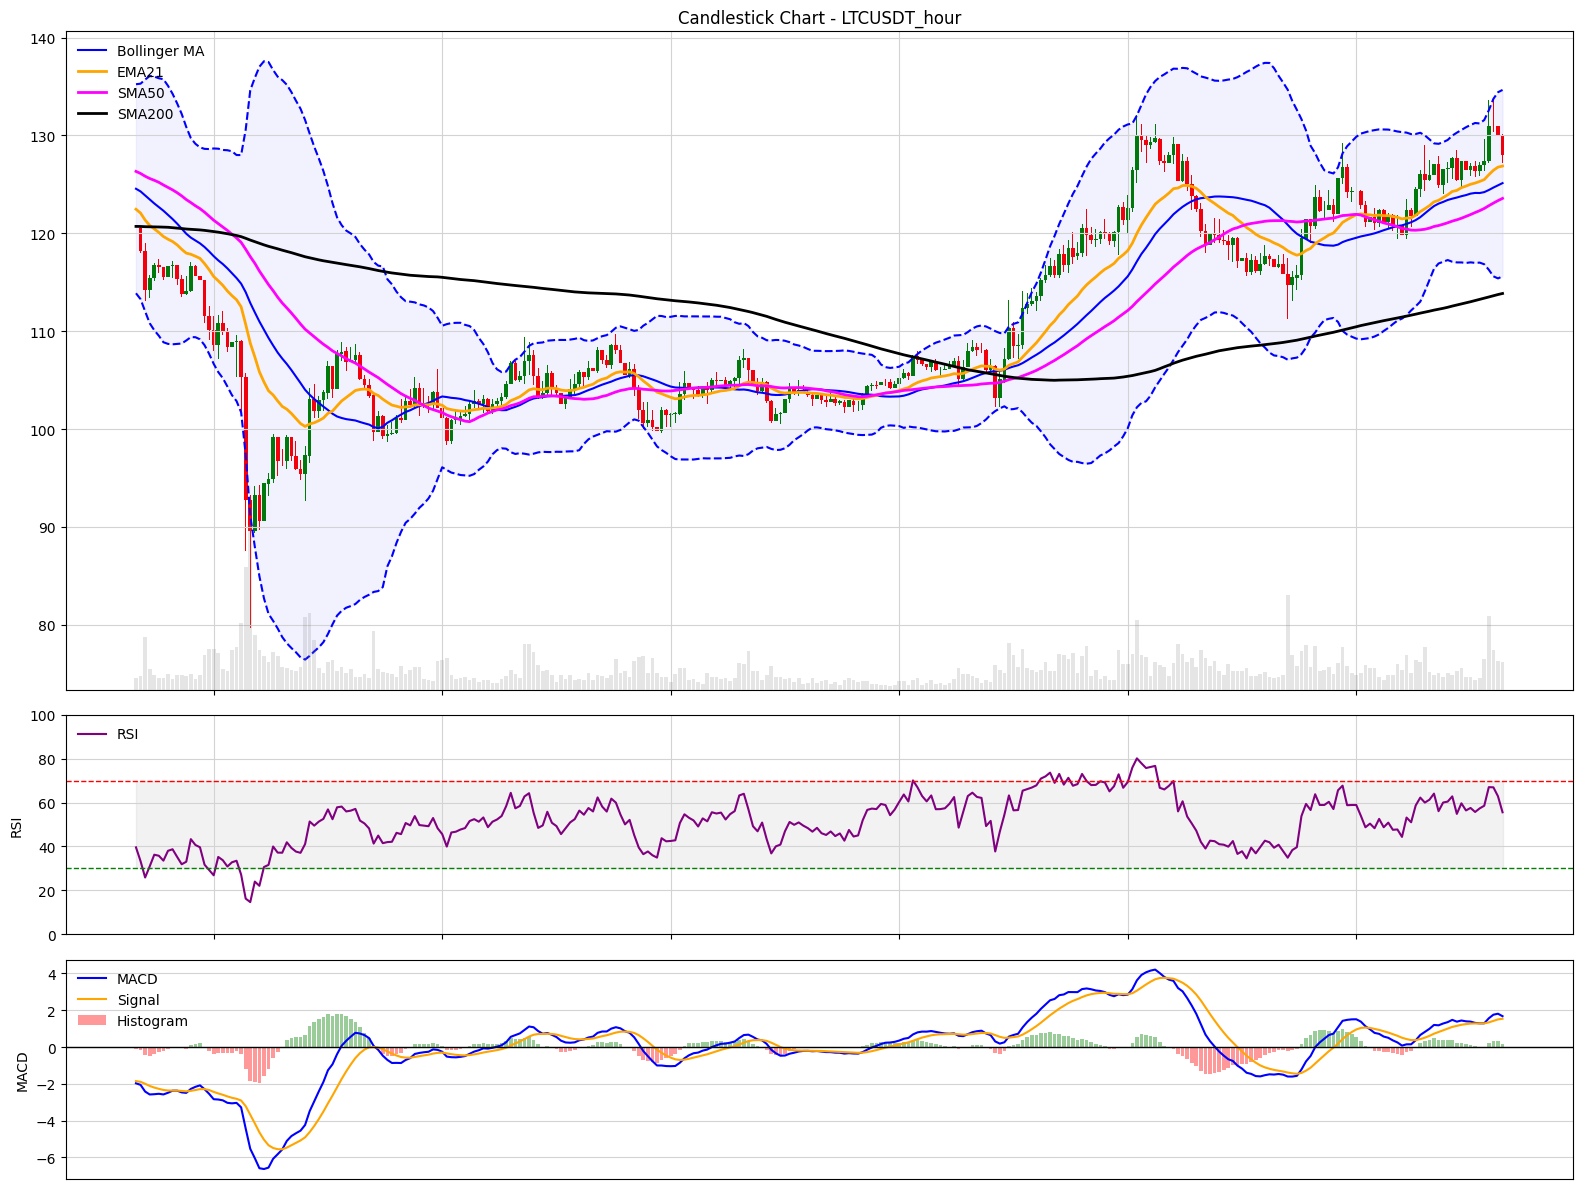 Candlestick Chart - LTCUSDT_hour
Bollinger MA
EMA21
SMA50
SMA200
140
130
120
110
100
90
80
RSI
100
80
60
40
20
0
RSI
MACD
Signal
Histogram
4
2
0
−2
−4
−6
MACD